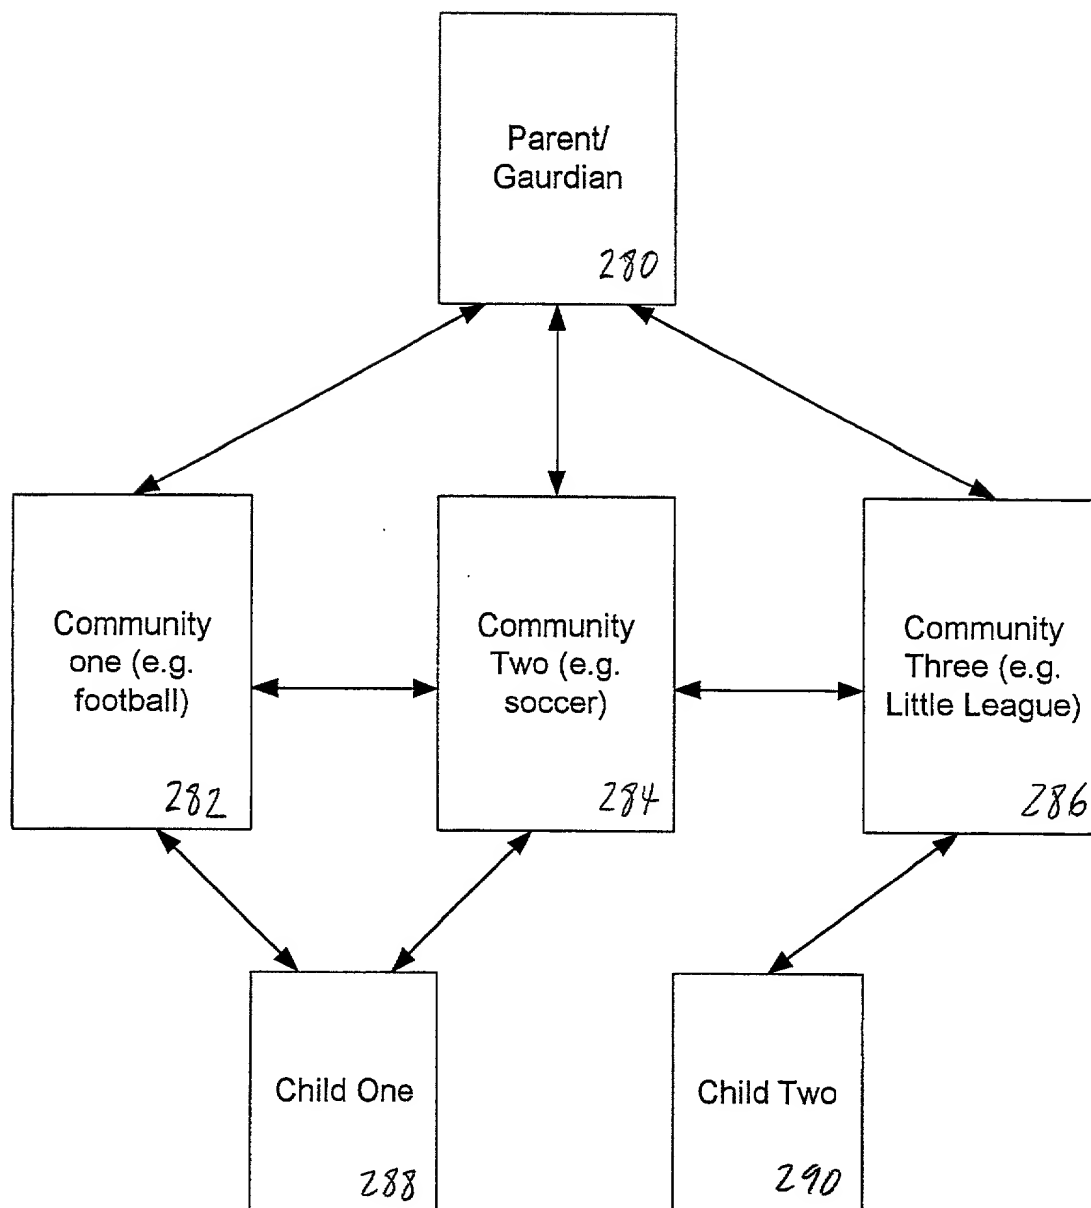 Parent/
Gaurdian
280
Community
one (e.g.
football)
282
Community
Two (e.g.
soccer)
284
Community
Three (e.g.
Little League)
286
Child One
288
Child Two
290